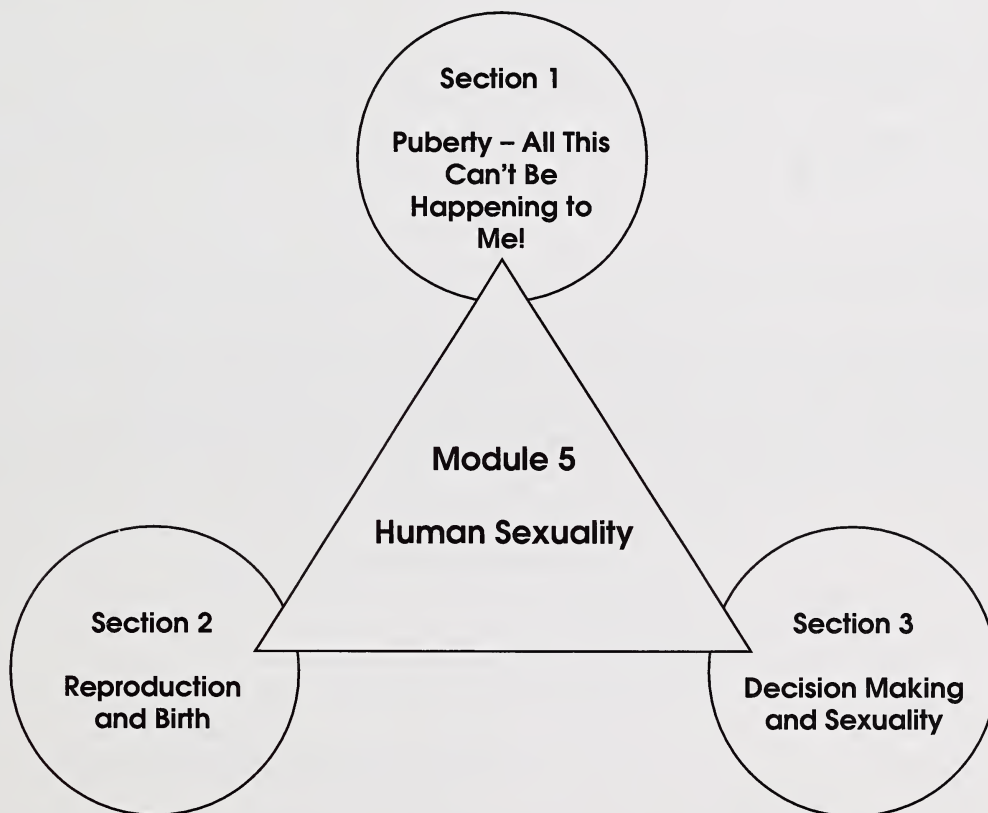 Section 1
Puberty – All This
Can't Be
Happening to
Me!
Module 5
Human Sexuality
Section 2
Reproduction
and Birth
Section 3
Decision Making
and Sexuality